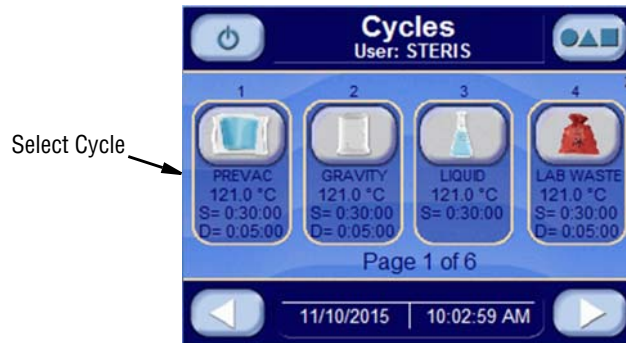 Cycles
User: STERIS
Select Cycle
1 2 3 4
PREVAC GRAVITY LIQUID LAB WASTE
121.0 °C 121.0 °C 121.0 °C 121.0 °C
S= 0:30:00 S= 0:30:00 S= 0:30:00 S= 0:30:00
D= 0:05:00 D= 0:05:00 D= 0:05:00
Page 1 of 6
11/10/2015 10:02:59 AM